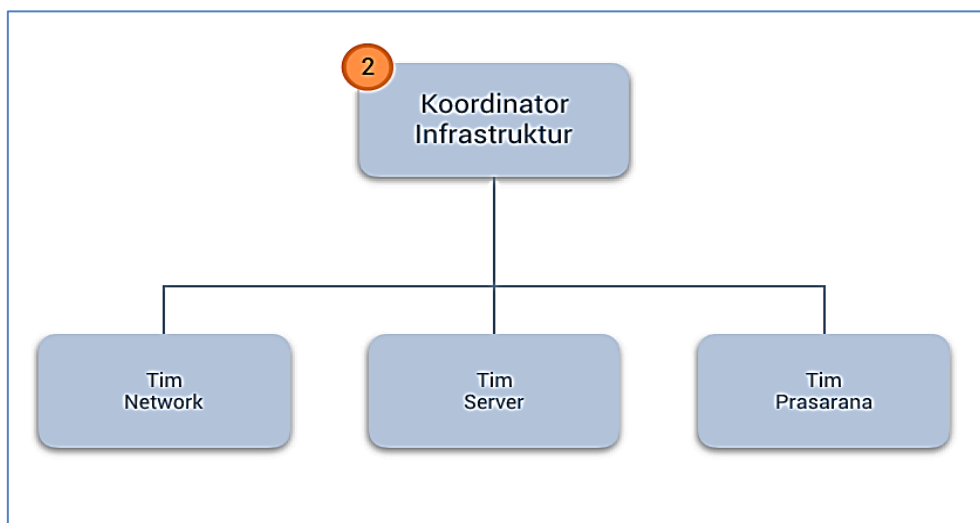 2
Koordinator
Infrastruktur
Tim
Network
Tim
Server
Tim
Prasarana